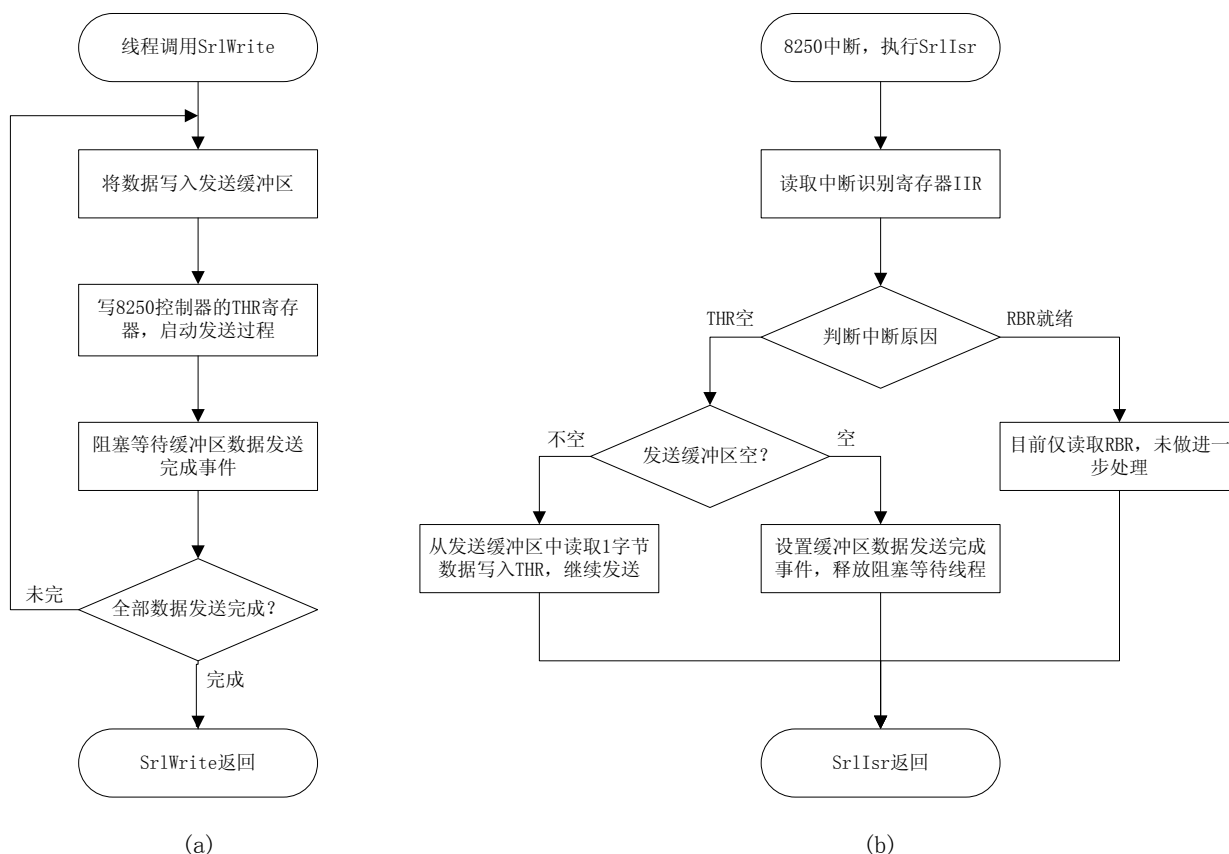 线程调用SrlWrite
将数据写入发送缓冲区
写8250控制器的THR寄存
器，启动发送过程
阻塞等待缓冲区数据发送
完成事件
未完
全部数据发送完成？
完成
SrlWrite返回
(a)
8250中断，执行SrlIsr
读取中断识别寄存器IIR
THR空
判断中断原因
RBR就绪
不空
发送缓冲区空？
空
目前仅读取RBR，未做进一
步处理
从发送缓冲区中读取1字节
数据写入THR，继续发送
设置缓冲区数据发送完成
事件，释放阻塞等待线程
SrlIsr返回
(b)